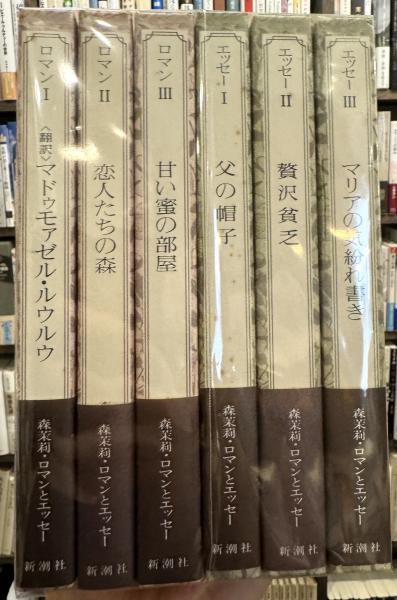 ロマンⅠ
〈翻訳〉マドゥモァゼル・ルウルウ
森茉莉・ロマンとエッセー
新潮社
ロマンⅡ
恋人たちの森
森茉莉・ロマンとエッセー
新潮社
ロマンⅢ
甘い蜜の部屋
森茉莉・ロマンとエッセー
新潮社
エッセーⅠ
父の帽子
森茉莉・ロマンとエッセー
新潮社
エッセーⅡ
贅沢貧乏
森茉莉・ロマンとエッセー
新潮社
エッセーⅢ
マリアの気紛れ書き
森茉莉・ロマンとエッセー
新潮社